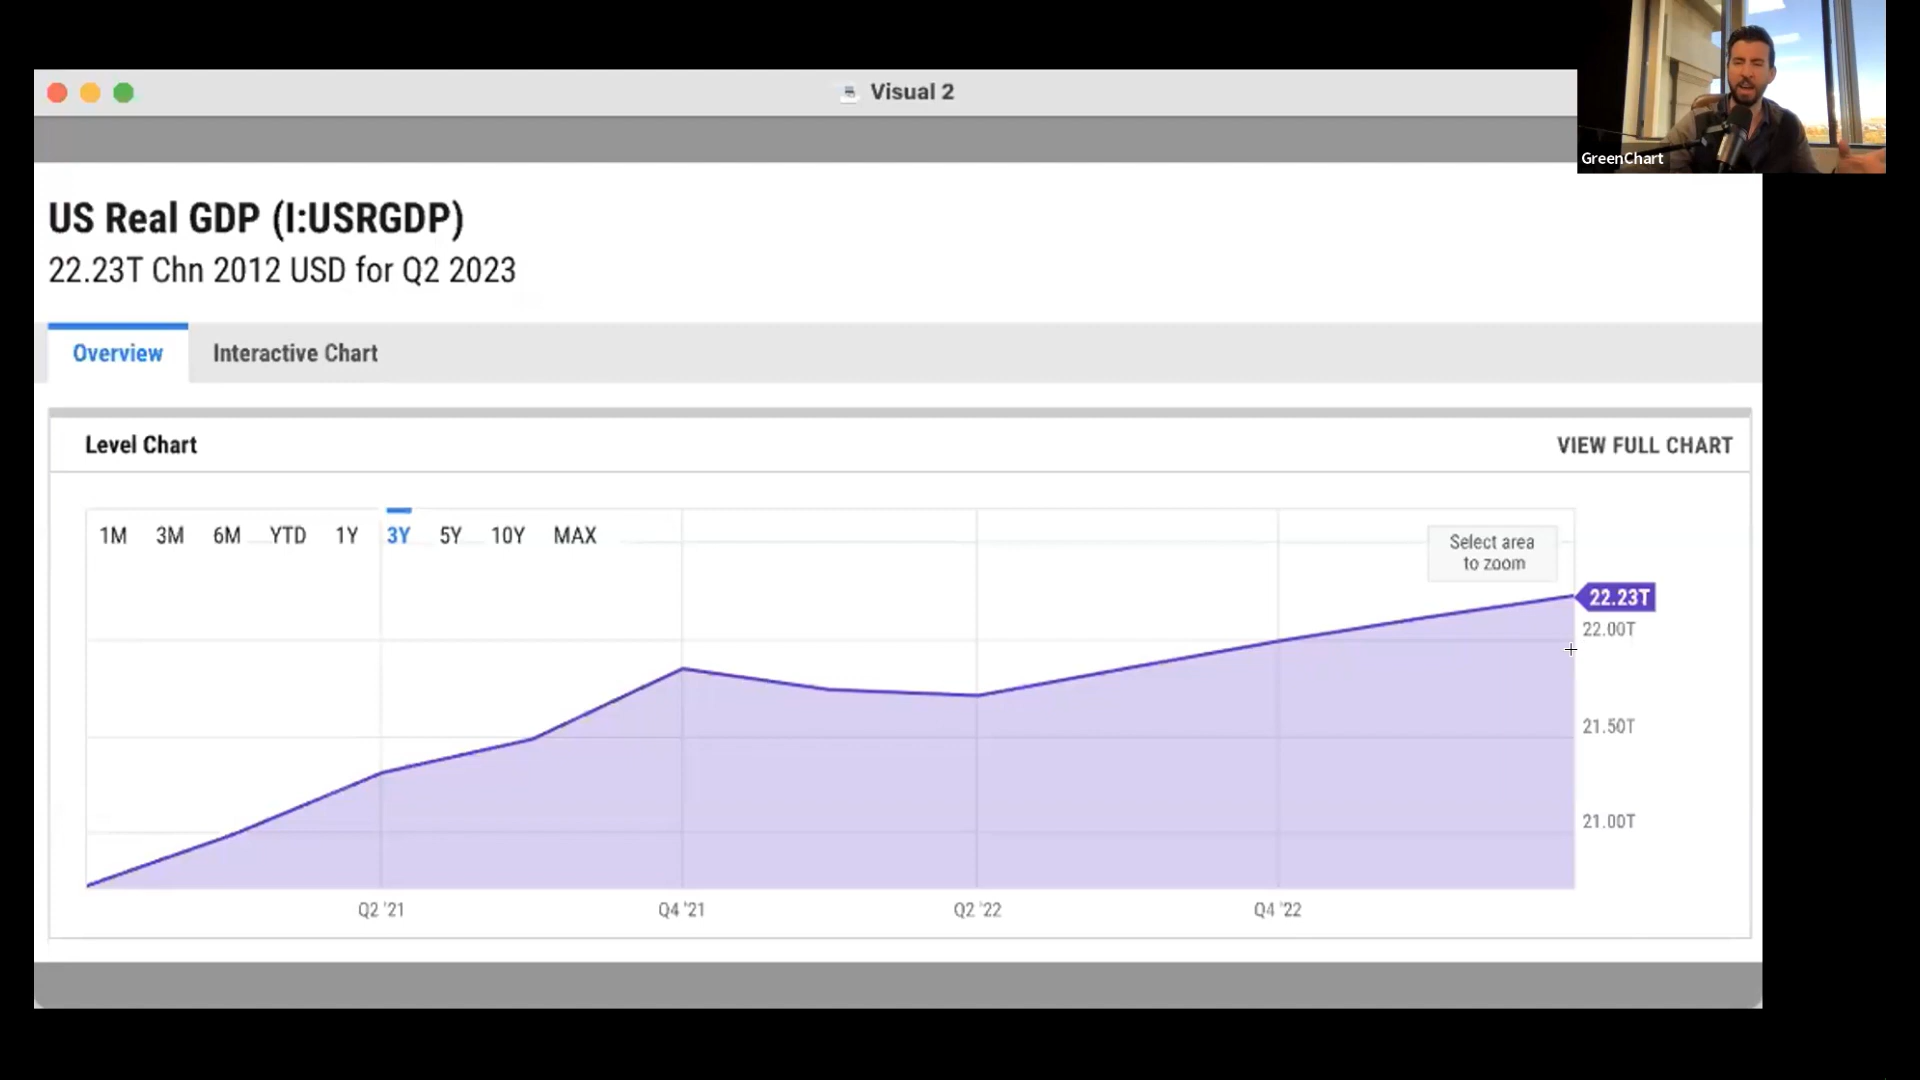 Visual 2
GreenChart
US Real GDP (I:USRGDP)
22.23T Chn 2012 USD for Q2 2023
Overview
Interactive Chart
Level Chart
VIEW FULL CHART
1M 3M 6M YTD 1Y 3Y 5Y 10Y MAX
Select area
to zoom
22.23T
22.00T
21.50T
21.00T
Q2 '21
Q4 '21
Q2 '22
Q4 '22